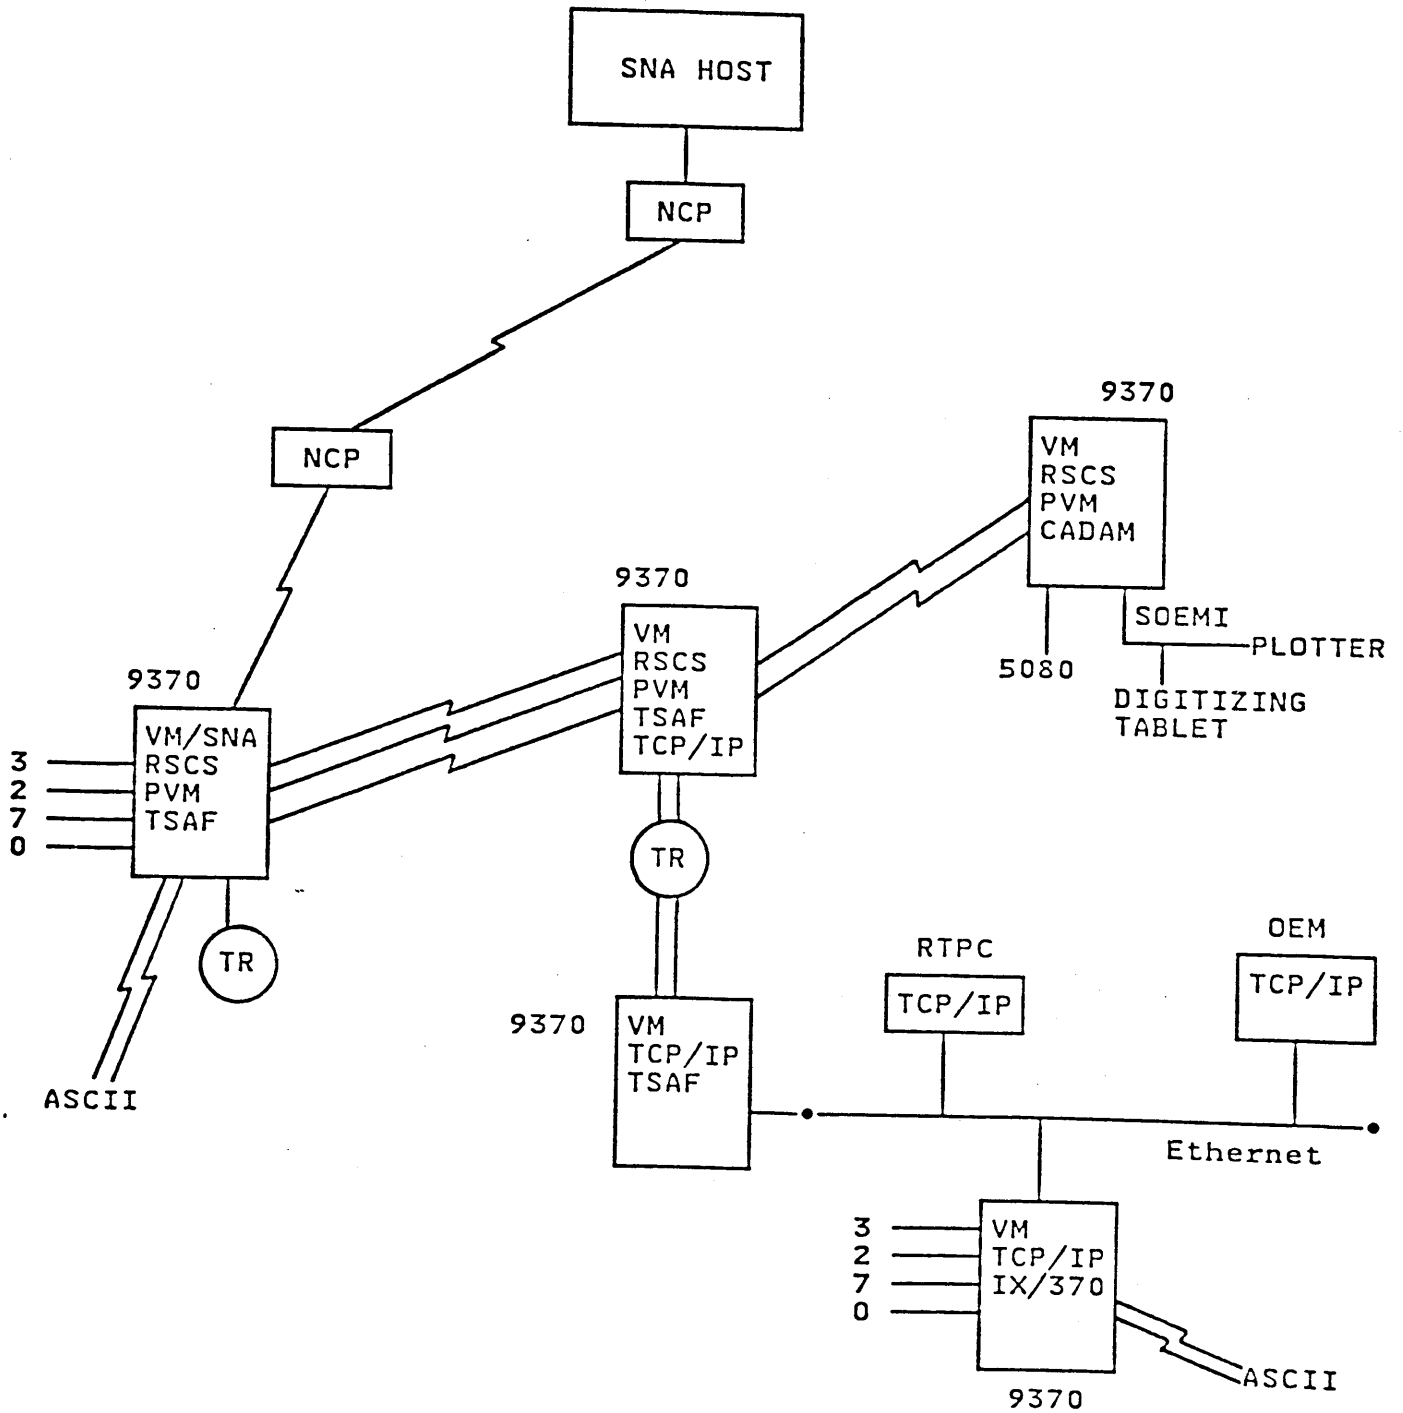 SNA HOST
NCP
NCP
9370
VM
RSCS
PVM
CADAM
5080
SOEMI
PLOTTER
DIGITIZING
TABLET
9370
VM
RSCS
PVM
TSAF
TCP/IP
TR
9370
VM/SNA
RSCS
PVM
TSAF
3
2
7
0
TR
ASCII
9370
VM
TCP/IP
TSAF
RTPC
TCP/IP
OEM
TCP/IP
Ethernet
3
2
7
0
VM
TCP/IP
IX/370
9370
ASCII